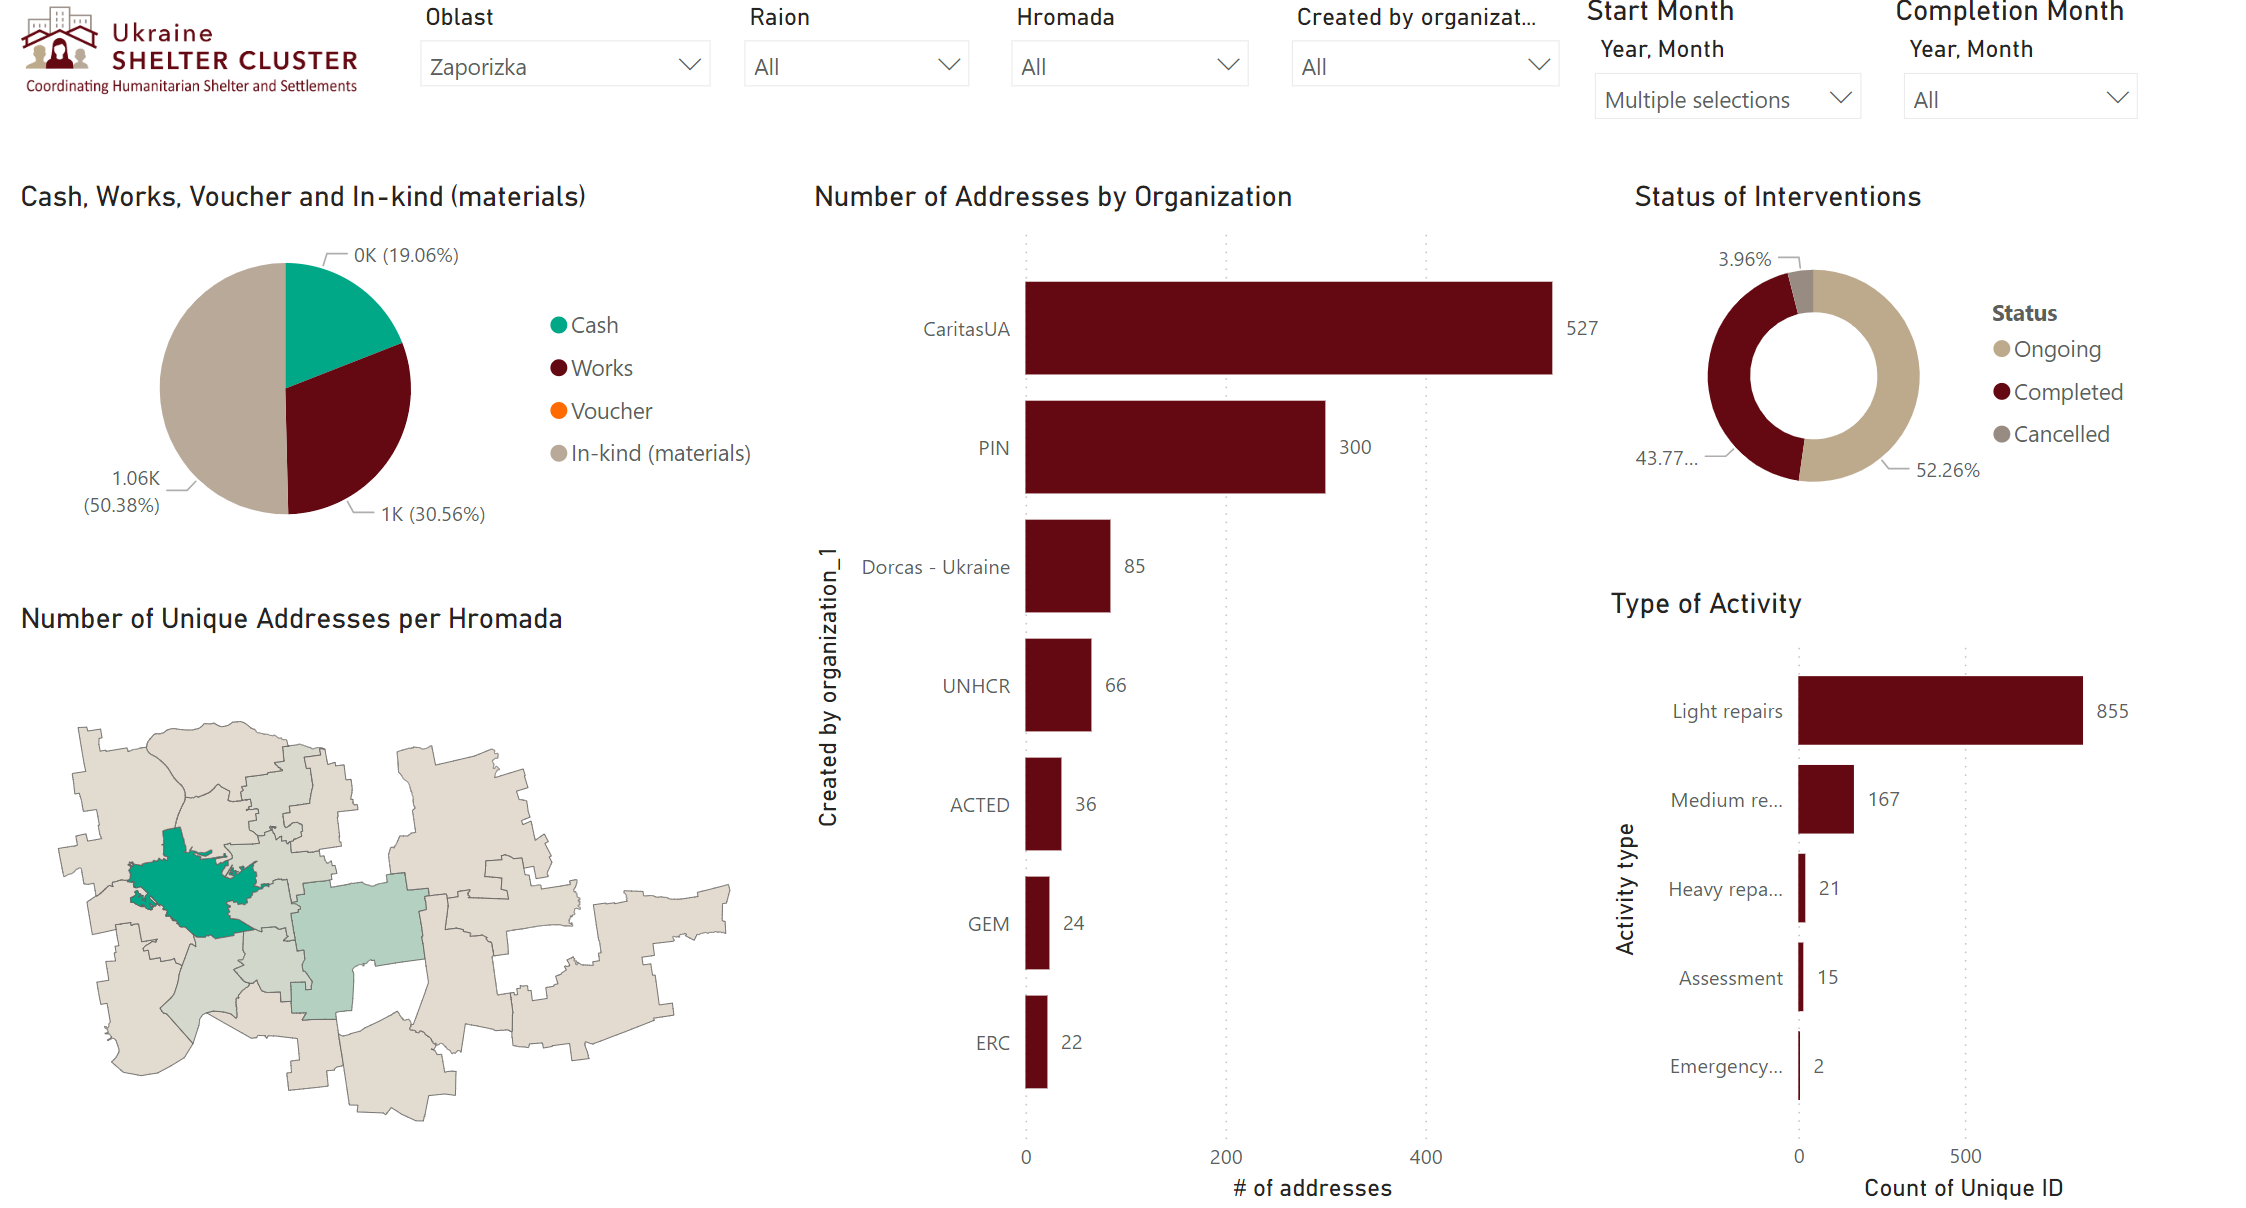 Ukraine
SHELTER CLUSTER
Coordinating Humanitarian Shelter and Settlements
Oblast
Zaporizka
Raion
All
Hromada
All
Created by organizat...
All
Start Month
Year, Month
Multiple selections
Completion Month
Year, Month
All
Cash, Works, Voucher and In-kind (materials)
0K (19.06%)
1.06K
(50.38%)
1K (30.56%)
Cash
Works
Voucher
In-kind (materials)
Number of Unique Addresses per Hromada
Number of Addresses by Organization
Created by organization_1
CaritasUA
527
PIN
300
Dorcas - Ukraine
85
UNHCR
66
ACTED
36
GEM
24
ERC
22
0
200
400
# of addresses
Status of Interventions
3.96%
43.77...
52.26%
Status
Ongoing
Completed
Cancelled
Type of Activity
Activity type
Light repairs
855
Medium re...
167
Heavy repa...
21
Assessment
15
Emergency...
2
0
500
Count of Unique ID